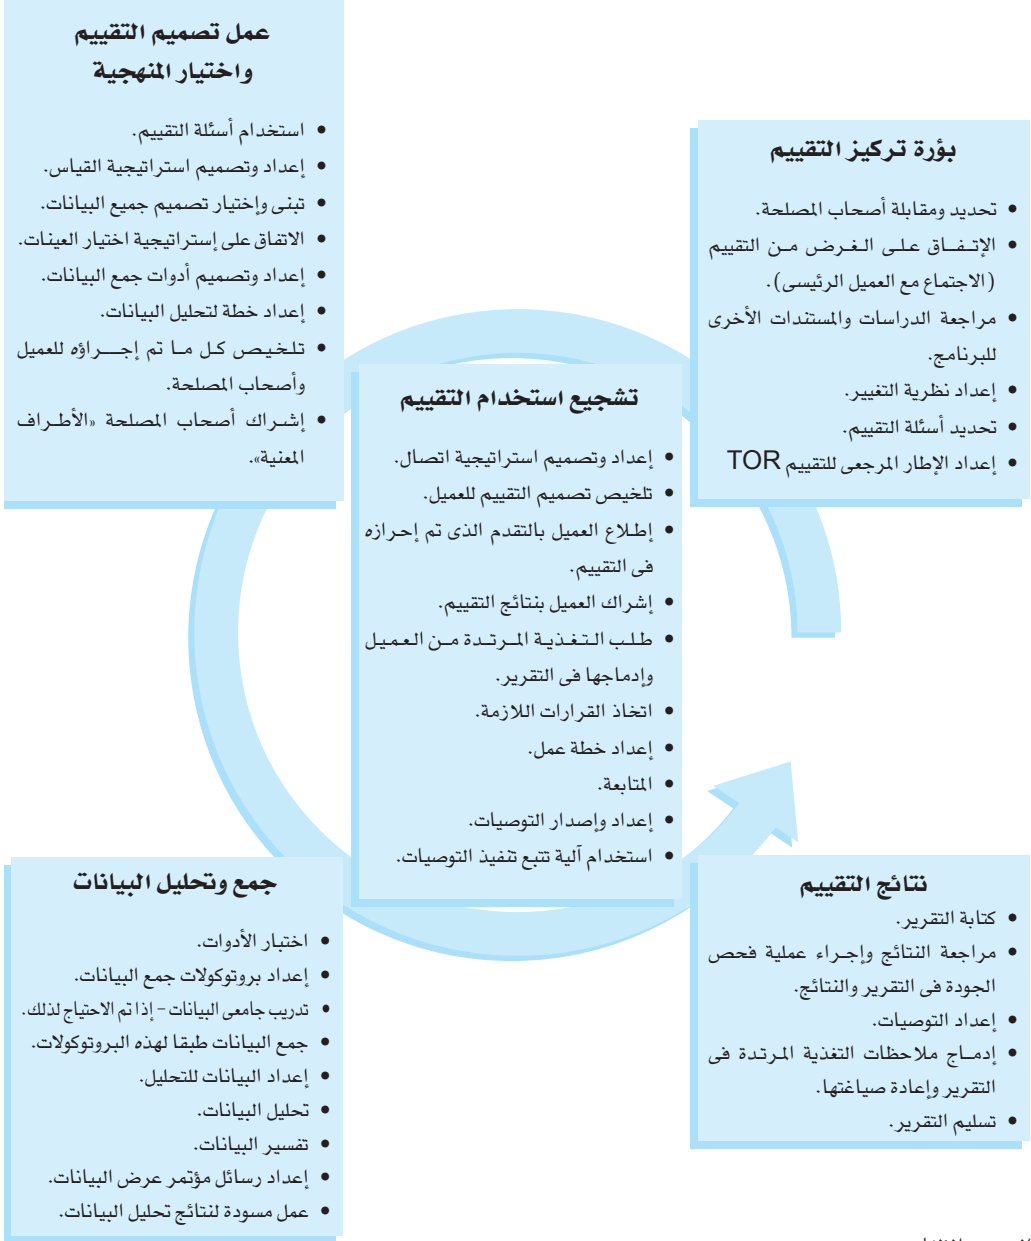 بؤرة تركيز التقييم
• تحديد ومقابلة أصحاب المصلحة.
• الإتـفــاق عـلـى الـغـرض مـن التقييم
(الاجتماع مع العميل الرئيسى).
• مراجعة الدراسات والمستندات الأخرى
للبرنامج.
• إعداد نظرية التغيير.
• تحديد أسئلة التقييم.
• إعداد الإطار المرجعى للتقييم TOR
عمل تصميم التقييم
واختيار المنهجية
• استخدام أسئلة التقييم.
• إعداد وتصميم استراتيجية القياس.
• تبنى وإختيار تصميم جميع البيانات.
• الاتفاق على إستراتيجية اختيار العينات.
• إعداد وتصميم أدوات جمع البيانات.
• إعداد خطة لتحليل البيانات.
• تلخيص كل مـا تم إجــــراؤه للعميل
وأصحاب المصلحة.
• إشــراك أصحاب المصلحة «الأطـراف
المعنية».
تشجيع استخدام التقييم
• إعداد وتصميم استراتيجية اتصال.
• تلخيص تصميم التقييم للعميل.
• إطـلاع العميل بالتقدم الذى تم إحـرازه
فى التقييم.
• إشراك العميل بنتائج التقييم.
• طـلـب الـتـغـذيـة المـرتـدة مـن العـميـل
وإدماجها فى التقرير.
• اتخاذ القرارات اللازمة.
• إعداد خطة عمل.
• المتابعة.
• إعداد وإصدار التوصيات.
• استخدام آلية تتبع تنفيذ التوصيات.
جمع وتحليل البيانات
• اختبار الأدوات.
• إعداد بروتوكولات جمع البيانات.
• تدريب جامعى البيانات – إذا تم الاحتياج لذلك.
• جمع البيانات طبقا لهذه البروتوكولات.
• إعداد البيانات للتحليل.
• تحليل البيانات.
• تفسير البيانات.
• إعداد رسائل مؤتمر عرض البيانات.
• عمل مسودة لنتائج تحليل البيانات.
نتائج التقييم
• كتابة التقرير.
• مراجعة النتائج وإجـراء عملية فحص
الجودة فى التقرير والنتائج.
• إعداد التوصيات.
• إدمـاج ملاحظات التغذية المـرتـدة فى
التقرير وإعادة صياغتها.
• تسليم التقرير.